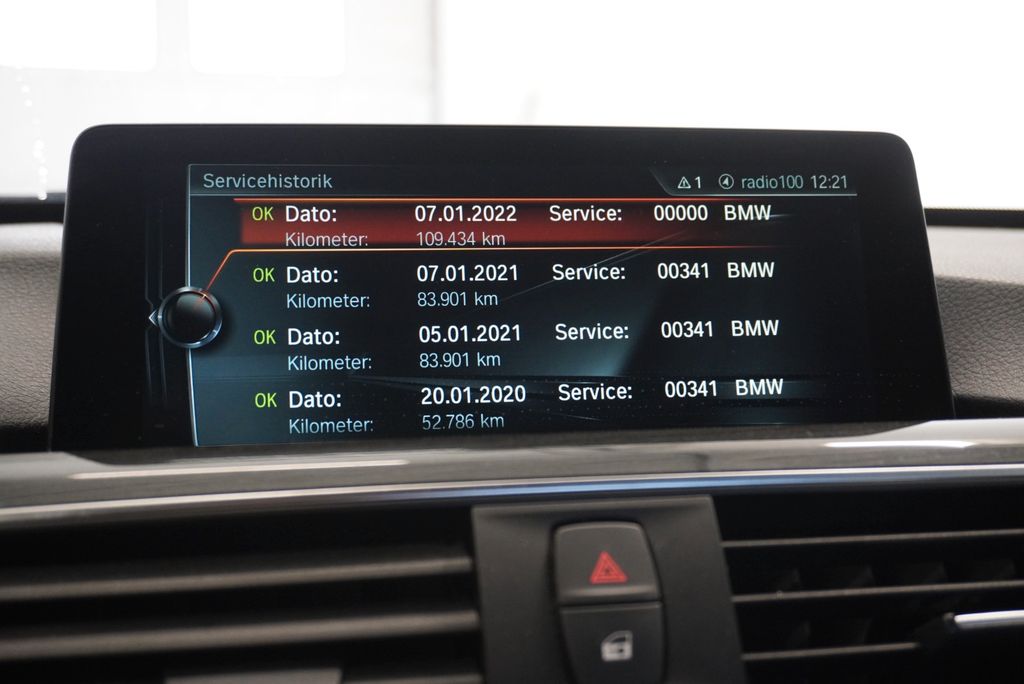 Servicehistorik 1 radio100 12:21
OK Dato: 07.01.2022 Service: 00000 BMW
Kilometer: 109.434 km
OK Dato: 07.01.2021 Service: 00341 BMW
Kilometer: 83.901 km
OK Dato: 05.01.2021 Service: 00341 BMW
Kilometer: 83.901 km
OK Dato: 20.01.2020 Service: 00341 BMW
Kilometer: 52.786 km